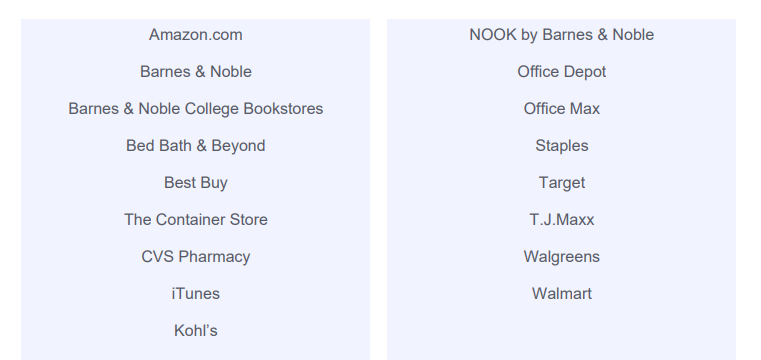 Amazon.com
Barnes & Noble
Barnes & Noble College Bookstores
Bed Bath & Beyond
Best Buy
The Container Store
CVS Pharmacy
iTunes
Kohl’s
NOOK by Barnes & Noble
Office Depot
Office Max
Staples
Target
T.J.Maxx
Walgreens
Walmart